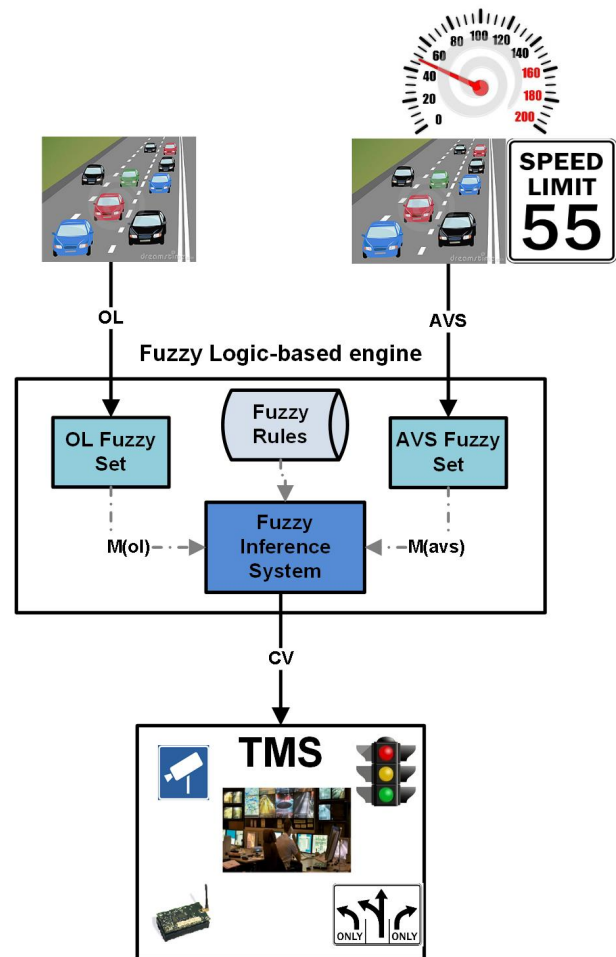 0
20
40
60
80
100
120
140
160
180
200
SPEED
LIMIT
55
dreamstime
OL
AVS
Fuzzy Logic-based engine
OL Fuzzy
Set
Fuzzy
Rules
AVS Fuzzy
Set
M(ol)
Fuzzy
Inference
System
M(avs)
CV
TMS
ONLY
ONLY